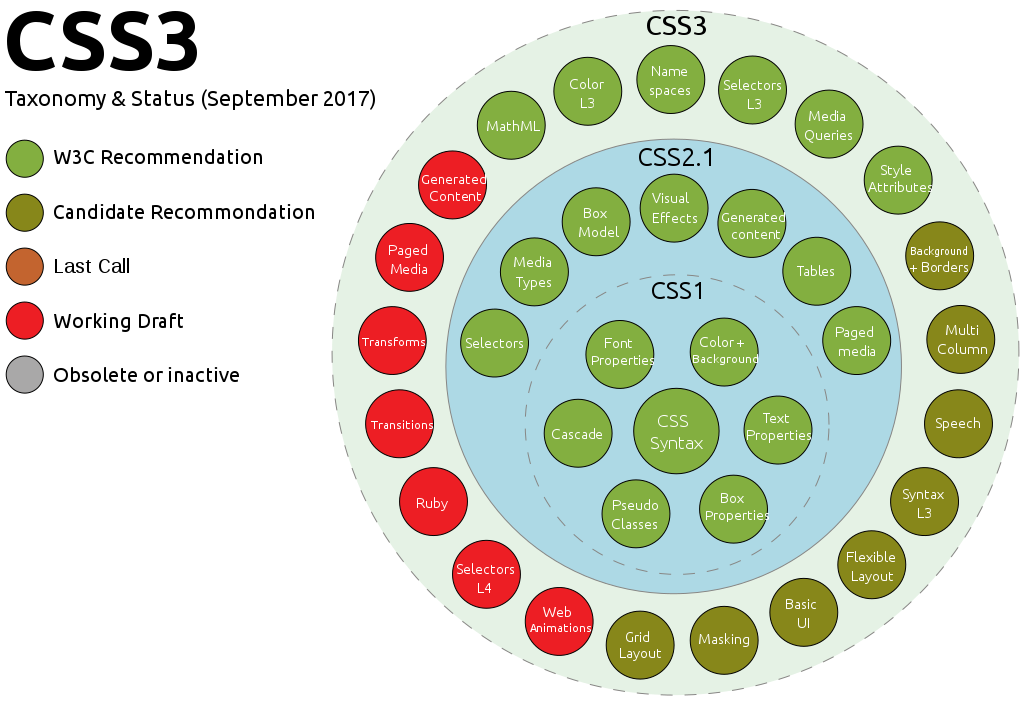 CSS3
Taxonomy & Status (September 2017)
W3C Recommendation
Candidate Recommondation
Last Call
Working Draft
Obsolete or inactive
CSS3
Name
spaces
Selectors
L3
Media
Queries
Style
Attributes
Background
+ Borders
Multi
Column
Speech
Syntax
L3
Flexible
Layout
Basic
UI
Masking
Grid
Layout
Web
Animations
Selectors
L4
Ruby
Transitions
Transforms
Paged
Media
Generated
Content
MathML
Color
L3
CSS2.1
Selectors
Media
Types
Box
Model
Visual
Effects
Generated
content
Tables
Paged
media
CSS1
Font
Properties
Color +
Background
Cascade
CSS
Syntax
Text
Properties
Pseudo
Classes
Box
Properties